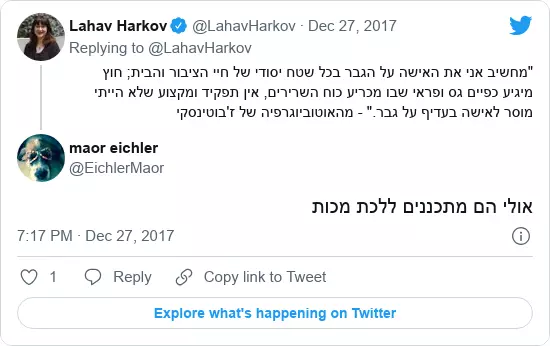 Lahav Harkov @LahavHarkov · Dec 27, 2017
Replying to @LahavHarkov
"מחשיב אני את האישה על הגבר בכל שטח יסודי של חיי הציבור והבית; חוץ
מיגיע כפיים גס ופראי שבו מכריע כוח השרירים, אין תפקיד ומקצוע שלא הייתי
מוסר לאישה בעדיף על גבר." - מהאוטוביוגרפיה של ז'בוטינסקי
maor eichler
@EichlerMaor
אולי הם מתכננים ללכת מכות
7:17 PM · Dec 27, 2017
1 Reply Copy link to Tweet
Explore what's happening on Twitter